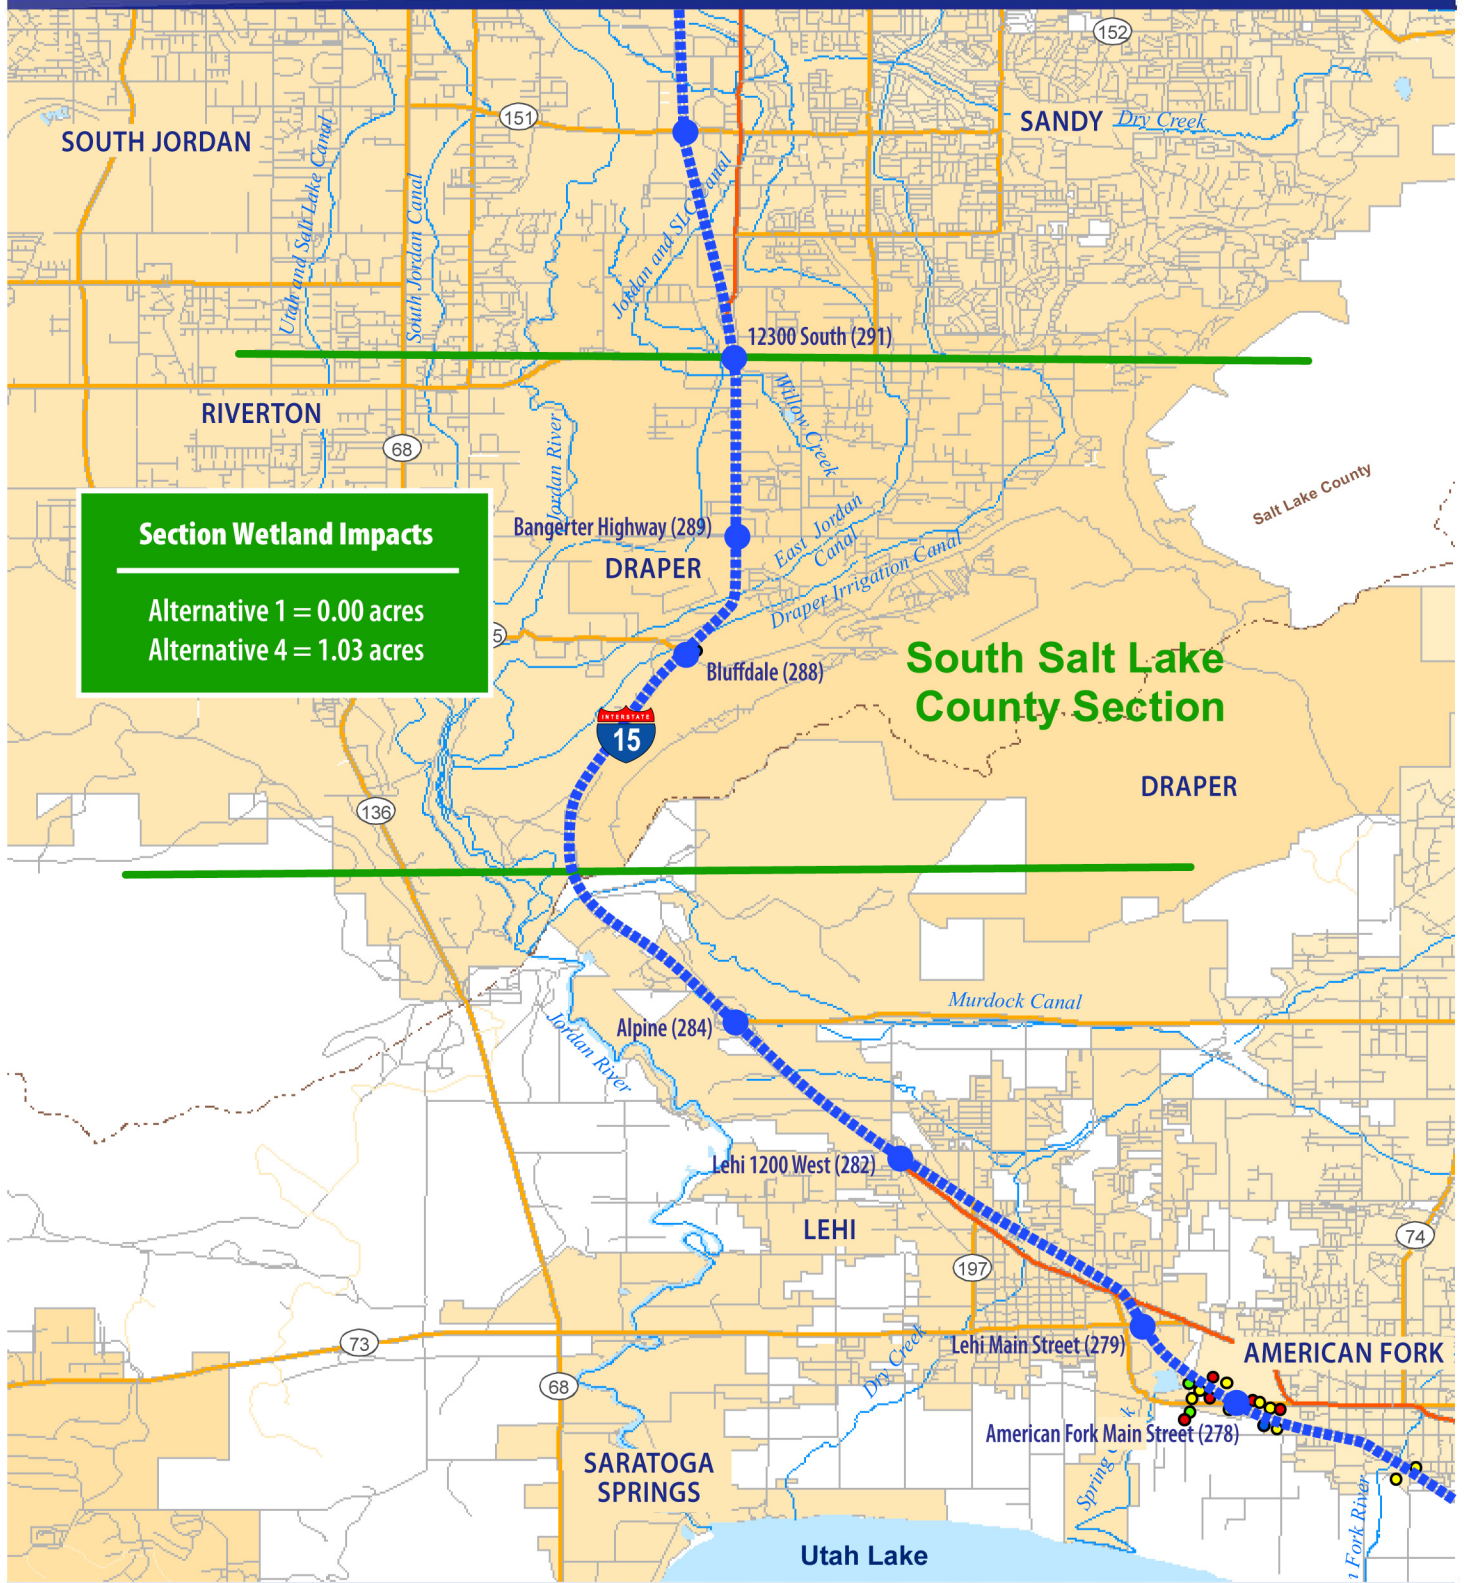 152
SOUTH JORDAN
151
SANDY
Dry Creek
Utah and Salt Lake Canal
South Jordan Canal
Jordan and SLC Canal
12300 South (291)
RIVERTON
68
Jordan River
Willow Creek
Salt Lake County
Section Wetland Impacts
Alternative 1 = 0.00 acres
Alternative 4 = 1.03 acres
Bangerter Highway (289)
DRAPER
East Jordan
Canal
Draper Irrigation Canal
5
Bluffdale (288)
South Salt Lake
County Section
INTERSTATE
15
DRAPER
136
Murdock Canal
Alpine (284)
Jordan River
Lehi 1200 West (282)
LEHI
74
197
73
Lehi Main Street (279)
AMERICAN FORK
68
Dry Creek
American Fork Main Street (278)
SARATOGA
SPRINGS
Spring
Fork River
Utah Lake